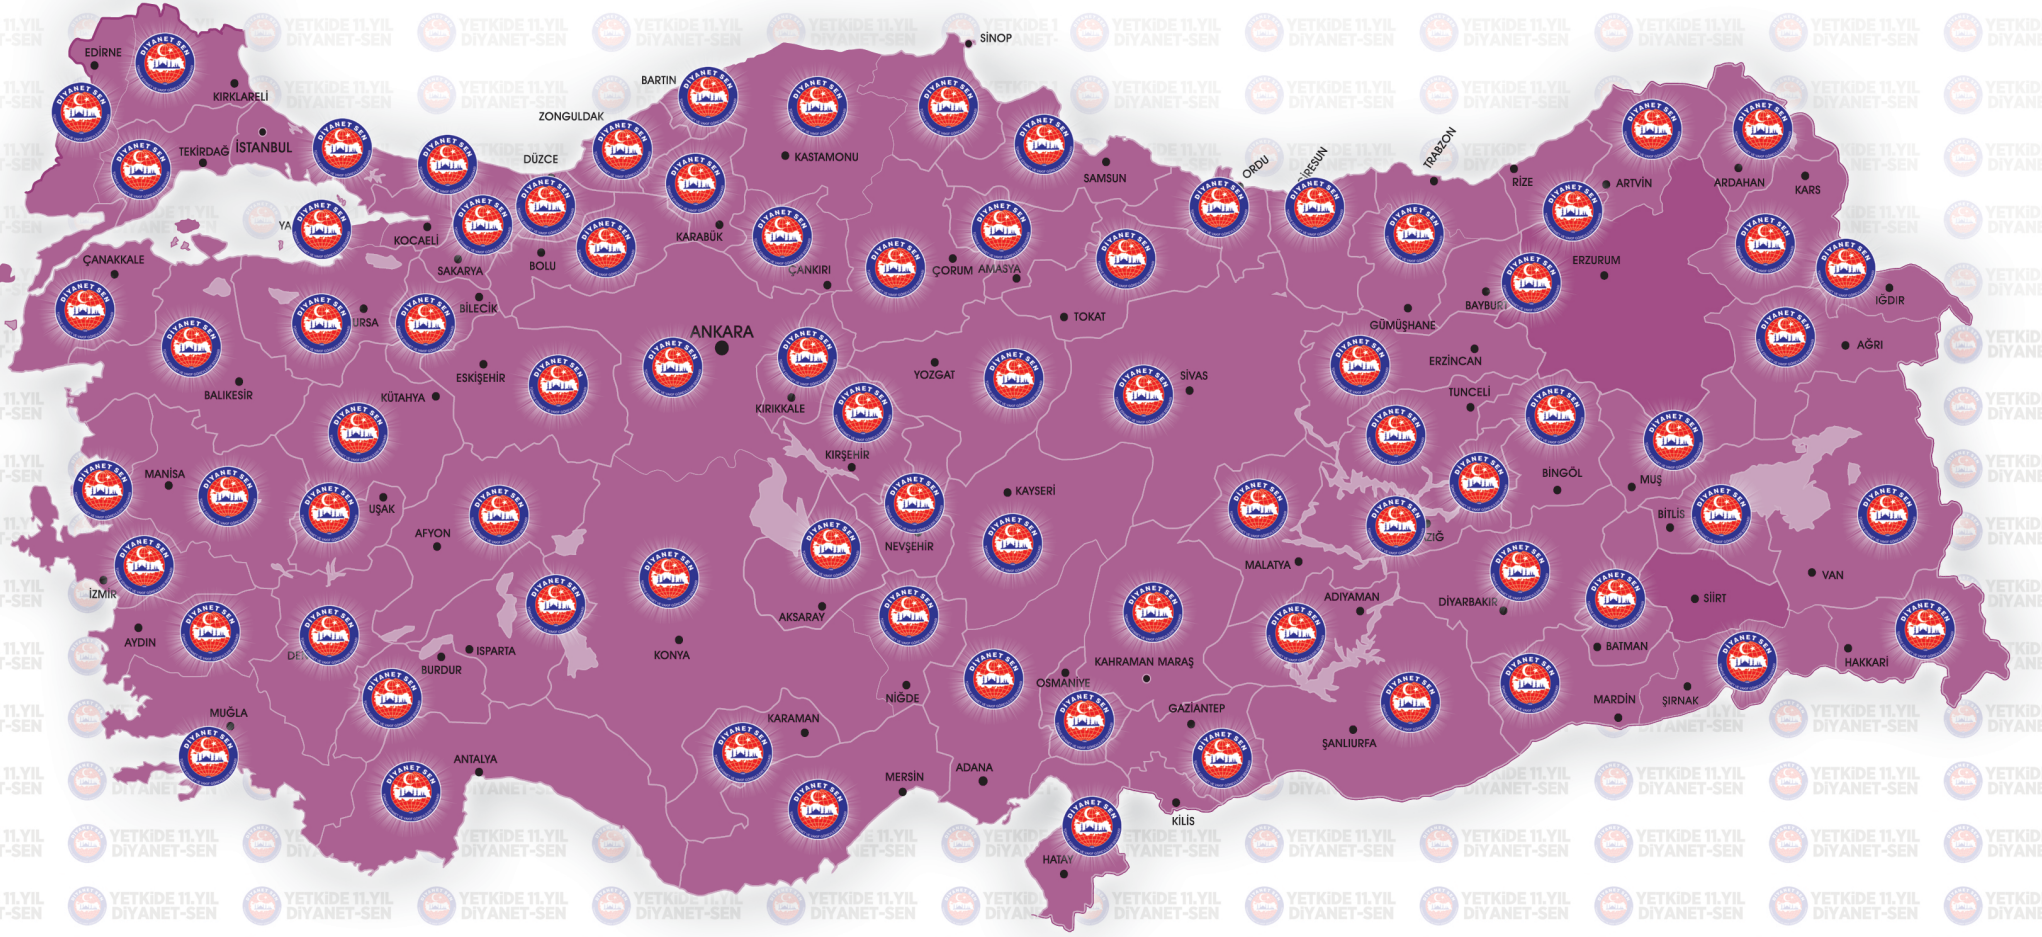 SİNOP
EDİRNE
BARTIN
KIRKLARELİ
ZONGULDAK
İSTANBUL
TEKİRDAĞ
DÜZCE
KASTAMONU
SAMSUN
ORDU
TRABZON
RİZE
ARTVİN
ARDAHAN
KARS
KOCAELİ
KARABÜK
ÇANAKKALE
SAKARYA
BOLU
ÇANKIRI
ÇORUM
AMASYA
ERZURUM
BİLECİK
TOKAT
GÜMÜŞHANE
IĞDIR
ANKARA
ESKİŞEHİR
YOZGAT
SİVAS
ERZİNCAN
AĞRI
BALIKESİR
KÜTAHYA
KIRIKKALE
TUNCELİ
MANİSA
KIRŞEHİR
BİNGÖL
MUŞ
UŞAK
KAYSERİ
BİTLİS
AFYON
NEVŞEHİR
MALATYA
VAN
İZMİR
AKSARAY
ADIYAMAN
DİYARBAKIR
SİİRT
AYDIN
ISPARTA
BURDUR
KONYA
KAHRAMAN MARAŞ
BATMAN
HAKKARİ
OSMANİYE
NİĞDE
MUĞLA
KARAMAN
GAZİANTEP
MARDİN
ŞIRNAK
ANTALYA
ŞANLIURFA
MERSİN
ADANA
KİLİS
HATAY
DİYANET SEN
YETKİDE 11.YIL
DİYANET-SEN